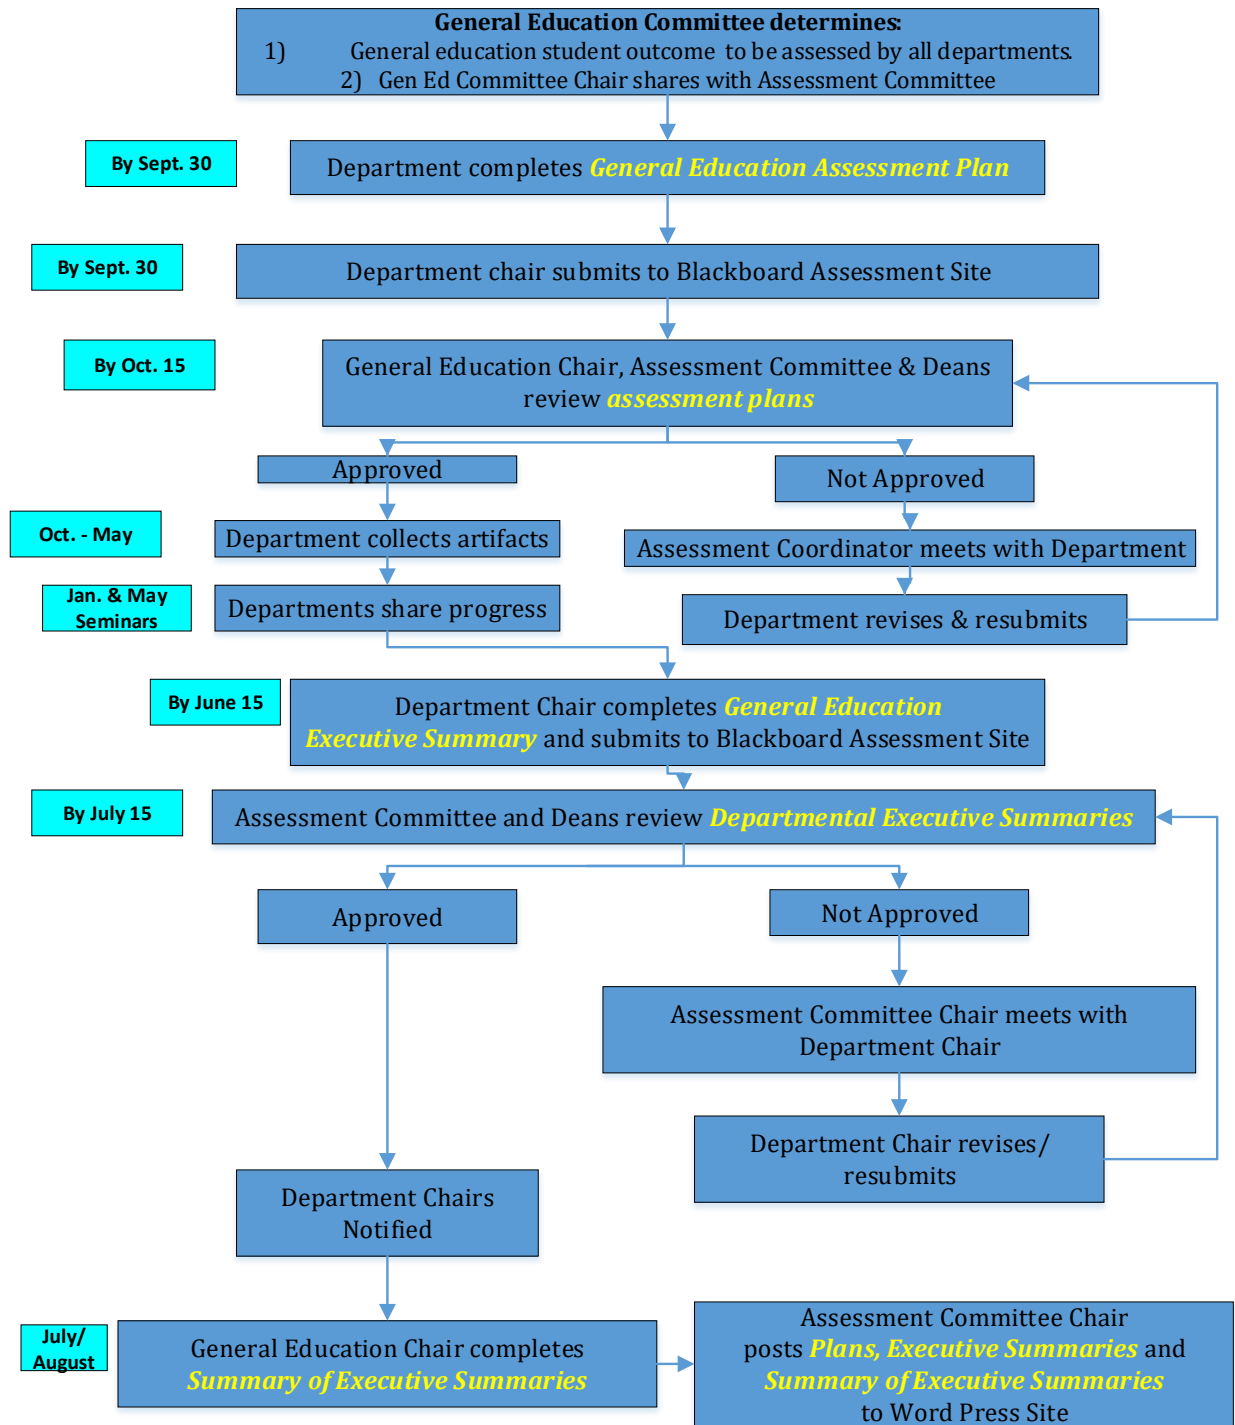 General Education Committee determines:
1) General education student outcome to be assessed by all departments.
2) Gen Ed Committee Chair shares with Assessment Committee
By Sept. 30
Department completes General Education Assessment Plan
By Sept. 30
Department chair submits to Blackboard Assessment Site
By Oct. 15
General Education Chair, Assessment Committee & Deans
review assessment plans
Approved
Not Approved
Oct. - May
Department collects artifacts
Assessment Coordinator meets with Department
Jan. & May
Seminars
Departments share progress
Department revises & resubmits
By June 15
Department Chair completes General Education
Executive Summary and submits to Blackboard Assessment Site
By July 15
Assessment Committee and Deans review Departmental Executive Summaries
Approved
Not Approved
Assessment Committee Chair meets with
Department Chair
Department Chair revises/
resubmits
Department Chairs
Notified
July/
August
General Education Chair completes
Summary of Executive Summaries
Assessment Committee Chair
posts Plans, Executive Summaries and
Summary of Executive Summaries
to Word Press Site